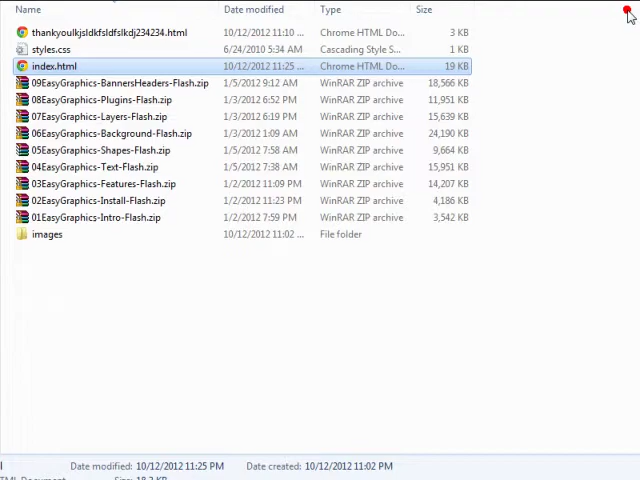 Name Date modified Type Size
thankyoulkjsldkfsldfslkdj234234.html 10/12/2012 11:10 ... Chrome HTML Do... 3 KB
styles.css 6/24/2010 5:34 AM Cascading Style S... 1 KB
index.html 10/12/2012 11:25 ... Chrome HTML Do... 19 KB
09EasyGraphics-BannersHeaders-Flash.zip 1/5/2012 9:12 AM WinRAR ZIP archive 18,566 KB
08EasyGraphics-Plugins-Flash.zip 1/3/2012 6:52 PM WinRAR ZIP archive 11,951 KB
07EasyGraphics-Layers-Flash.zip 1/3/2012 6:19 PM WinRAR ZIP archive 15,639 KB
06EasyGraphics-Background-Flash.zip 1/3/2012 1:09 AM WinRAR ZIP archive 24,190 KB
05EasyGraphics-Shapes-Flash.zip 1/5/2012 7:58 AM WinRAR ZIP archive 9,664 KB
04EasyGraphics-Text-Flash.zip 1/5/2012 7:38 AM WinRAR ZIP archive 15,951 KB
03EasyGraphics-Features-Flash.zip 1/2/2012 11:09 PM WinRAR ZIP archive 14,207 KB
02EasyGraphics-Install-Flash.zip 1/2/2012 11:23 PM WinRAR ZIP archive 4,186 KB
01EasyGraphics-Intro-Flash.zip 1/2/2012 7:59 PM WinRAR ZIP archive 3,542 KB
images 10/12/2012 11:02 ... File folder
l Date modified: 10/12/2012 11:25 PM Date created: 10/12/2012 11:02 PM
Document Size: